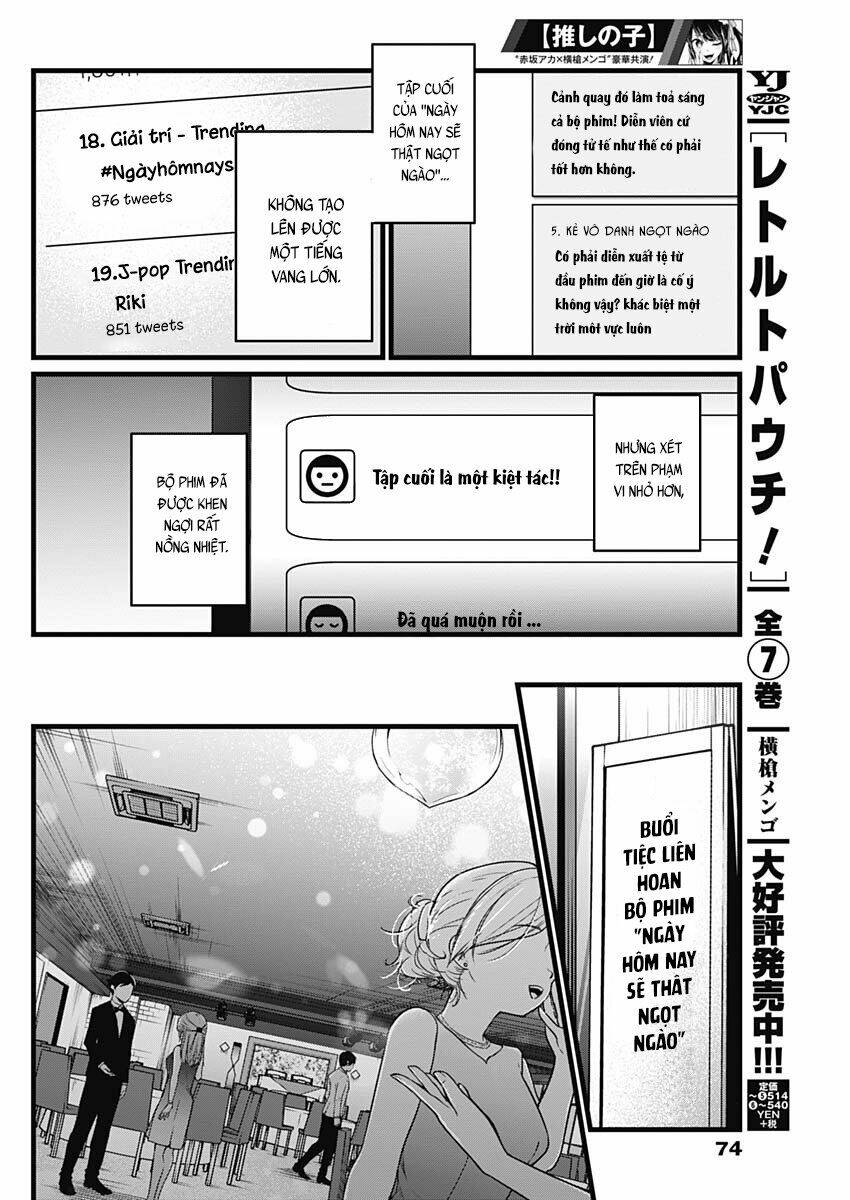 【推しの子】
"赤坂アカ×横槍メンゴ"豪華共演!
Cảnh quay đó làm toả sáng
cả bộ phim! Diễn viên cứ
đóng tử tế như thế có phải
tốt hơn không.
5. KẺ VÔ DANH NGỌT NGÀO
Có phải diễn xuất tệ từ
đầu phim đến giờ là cố ý
không vậy? khác biệt một
trời một vực luôn
TẬP CUỐI
CỦA "NGÀY
HÔM NAY SẼ
THẬT NGỌT
NGÀO"...
KHÔNG TẠO
LÊN ĐƯỢC
MỘT TIẾNG
VANG LỚN.
18. Giải trí - Trending
#Ngàyhômnays
876 tweets
19.J-pop Trending
Riki
851 tweets
NHƯNG XÉT
TRÊN PHẠM
VI NHỎ HƠN,
Tập cuối là một kiệt tác!!
Đã quá muộn rồi ...
BỘ PHIM ĐÃ
ĐƯỢC KHEN
NGỢI RẤT
NỒNG NHIỆT.
BUỔI
TIỆC LIÊN
HOAN
BỘ PHIM
"NGÀY
HÔM NAY
SẼ THẬT
NGỌT
NGÀO"
YJ
ヤンジャン
YJC
[レトルトパウチ!]
全⑦巻
横槍メンゴ
大好評発売中!!!
定価
~❺514
❻~540
YEN
+税
74